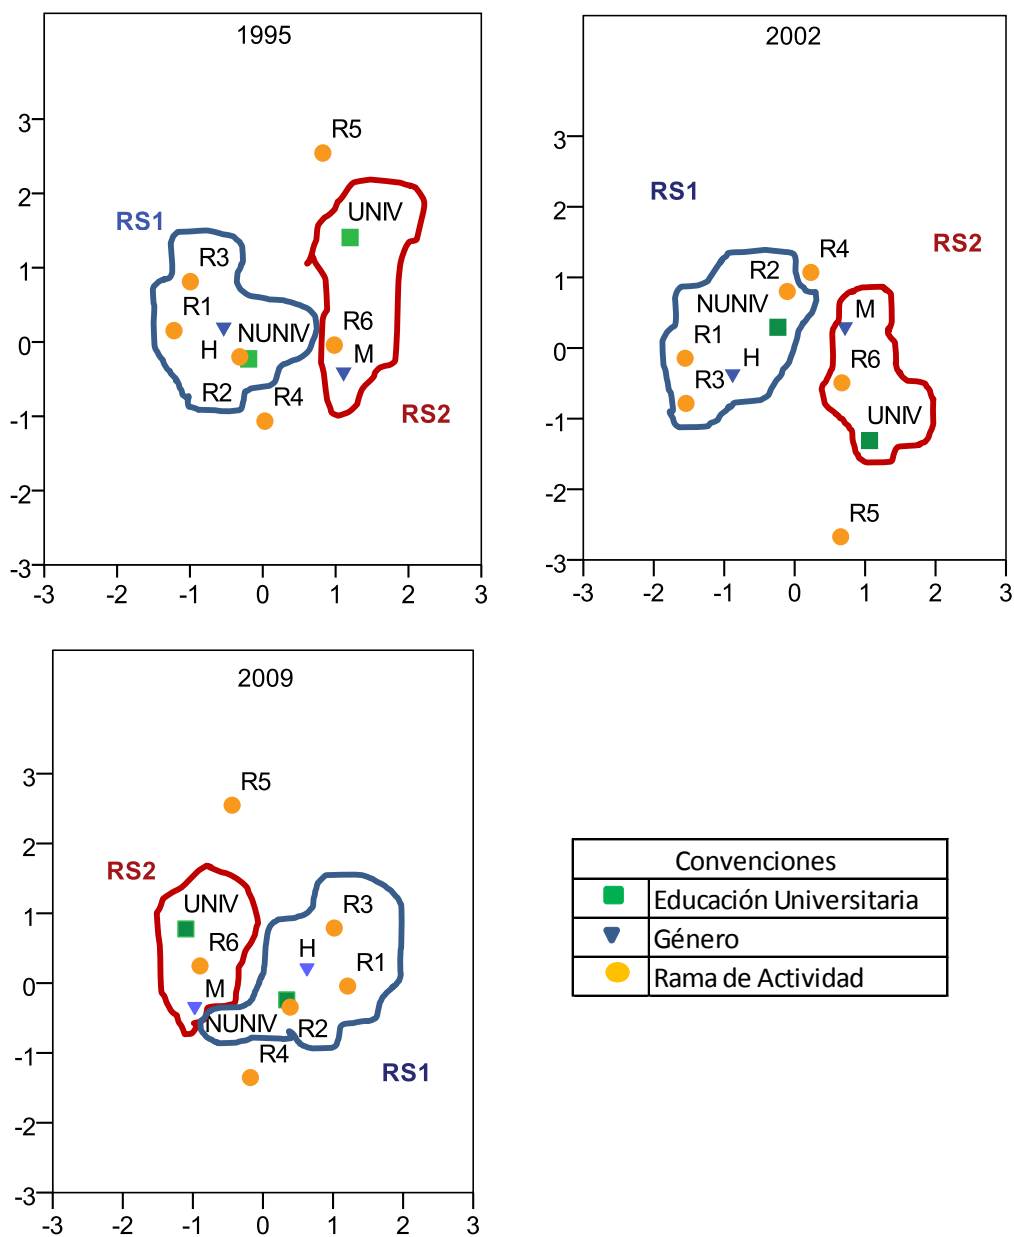 1995
R5
3
UNIV
2
RS1
R3
1
R1
R6
NUNIV
0
H
M
R2
R4
RS2
-1
-2
-3
-3 -2 -1 0 1 2 3
2002
3
RS1
2
R4
RS2
R2
1
NUNIV
M
R1
0
R6
H
R3
UNIV
-1
-2
R5
-3
-3 -2 -1 0 1 2 3
2009
R5
3
2
RS2
UNIV
R3
1
R6
H
R1
0
M
NUNIV
R2
R4
-1
RS1
-2
-3
-3 -2 -1 0 1 2 3
Convenciones
Educación Universitaria
Género
Rama de Actividad